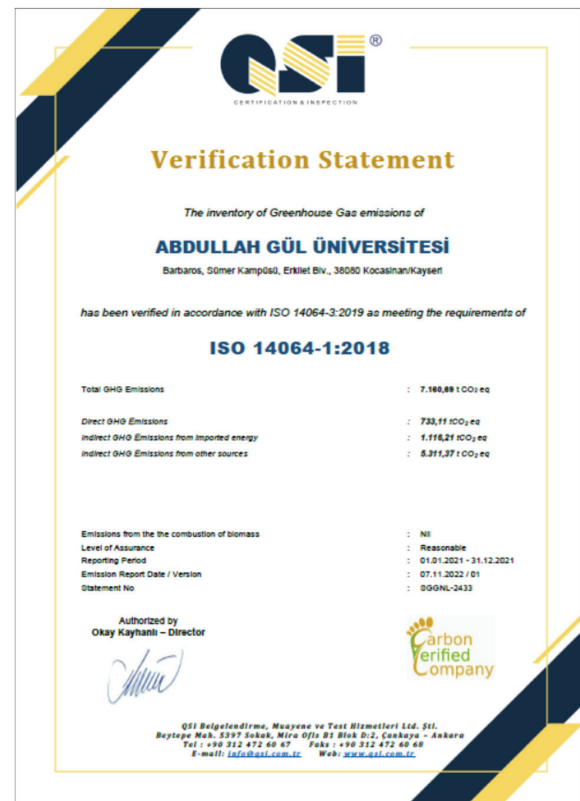 QSI ®
CERTIFICATION & INSPECTION
Verification Statement
The inventory of Greenhouse Gas emissions of
ABDULLAH GÜL ÜNİVERSİTESİ
Barbaros, Sümer Kampüsü, Erkilet Blv., 38080 Kocasinan/Kayseri
has been verified in accordance with ISO 14064-3:2019 as meeting the requirements of
ISO 14064-1:2018
Total GHG Emissions : 7.160,69 t CO₂ eq
Direct GHG Emissions : 733,11 tCO₂ eq
Indirect GHG Emissions from imported energy : 1.116,21 tCO₂ eq
Indirect GHG Emissions from other sources : 5.311,37 t CO₂ eq
Emissions from the the combustion of biomass : Nil
Level of Assurance : Reasonable
Reporting Period : 01.01.2021 - 31.12.2021
Emission Report Date / Version : 07.11.2022 / 01
Statement No : SGGNL-2433
Authorized by
Okay Kayhanlı – Director
Carbon
Verified
Company
QSI Belgelendirme, Muayene ve Test Hizmetleri Ltd. Şti.
Beytepe Mah. 5397 Sokak, Mira Ofis B1 Blok D:2, Çankaya – Ankara
Tel : +90 312 472 60 67 Faks : +90 312 472 60 68
E-mail: info@qsi.com.tr Web: www.qsi.com.tr